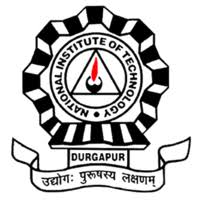 • NATIONAL INSTITUTE OF TECHNOLOGY •
DURGAPUR
उद्योगः पुरूषस्य लक्षणम्